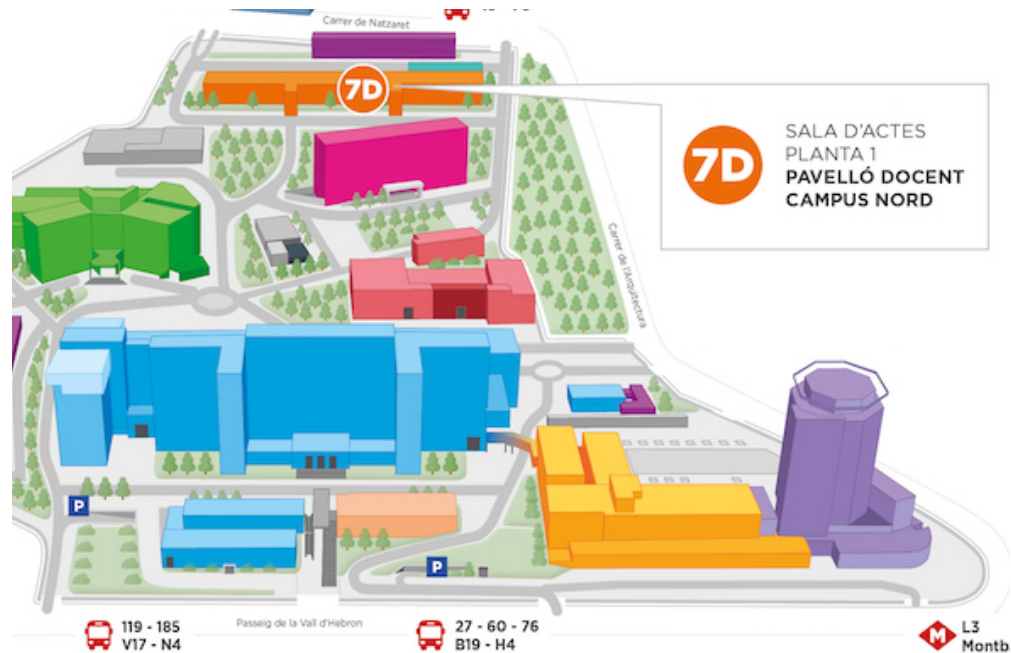 Carrer de Natzaret
7D
7D
SALA D'ACTES
PLANTA 1
PAVELLÓ DOCENT
CAMPUS NORD
Carrer de l'Arquitectura
P
P
Passeig de la Vall d'Hebron
119 - 185
V17 - N4
27 - 60 - 76
B19 - H4
M
L3
Montb